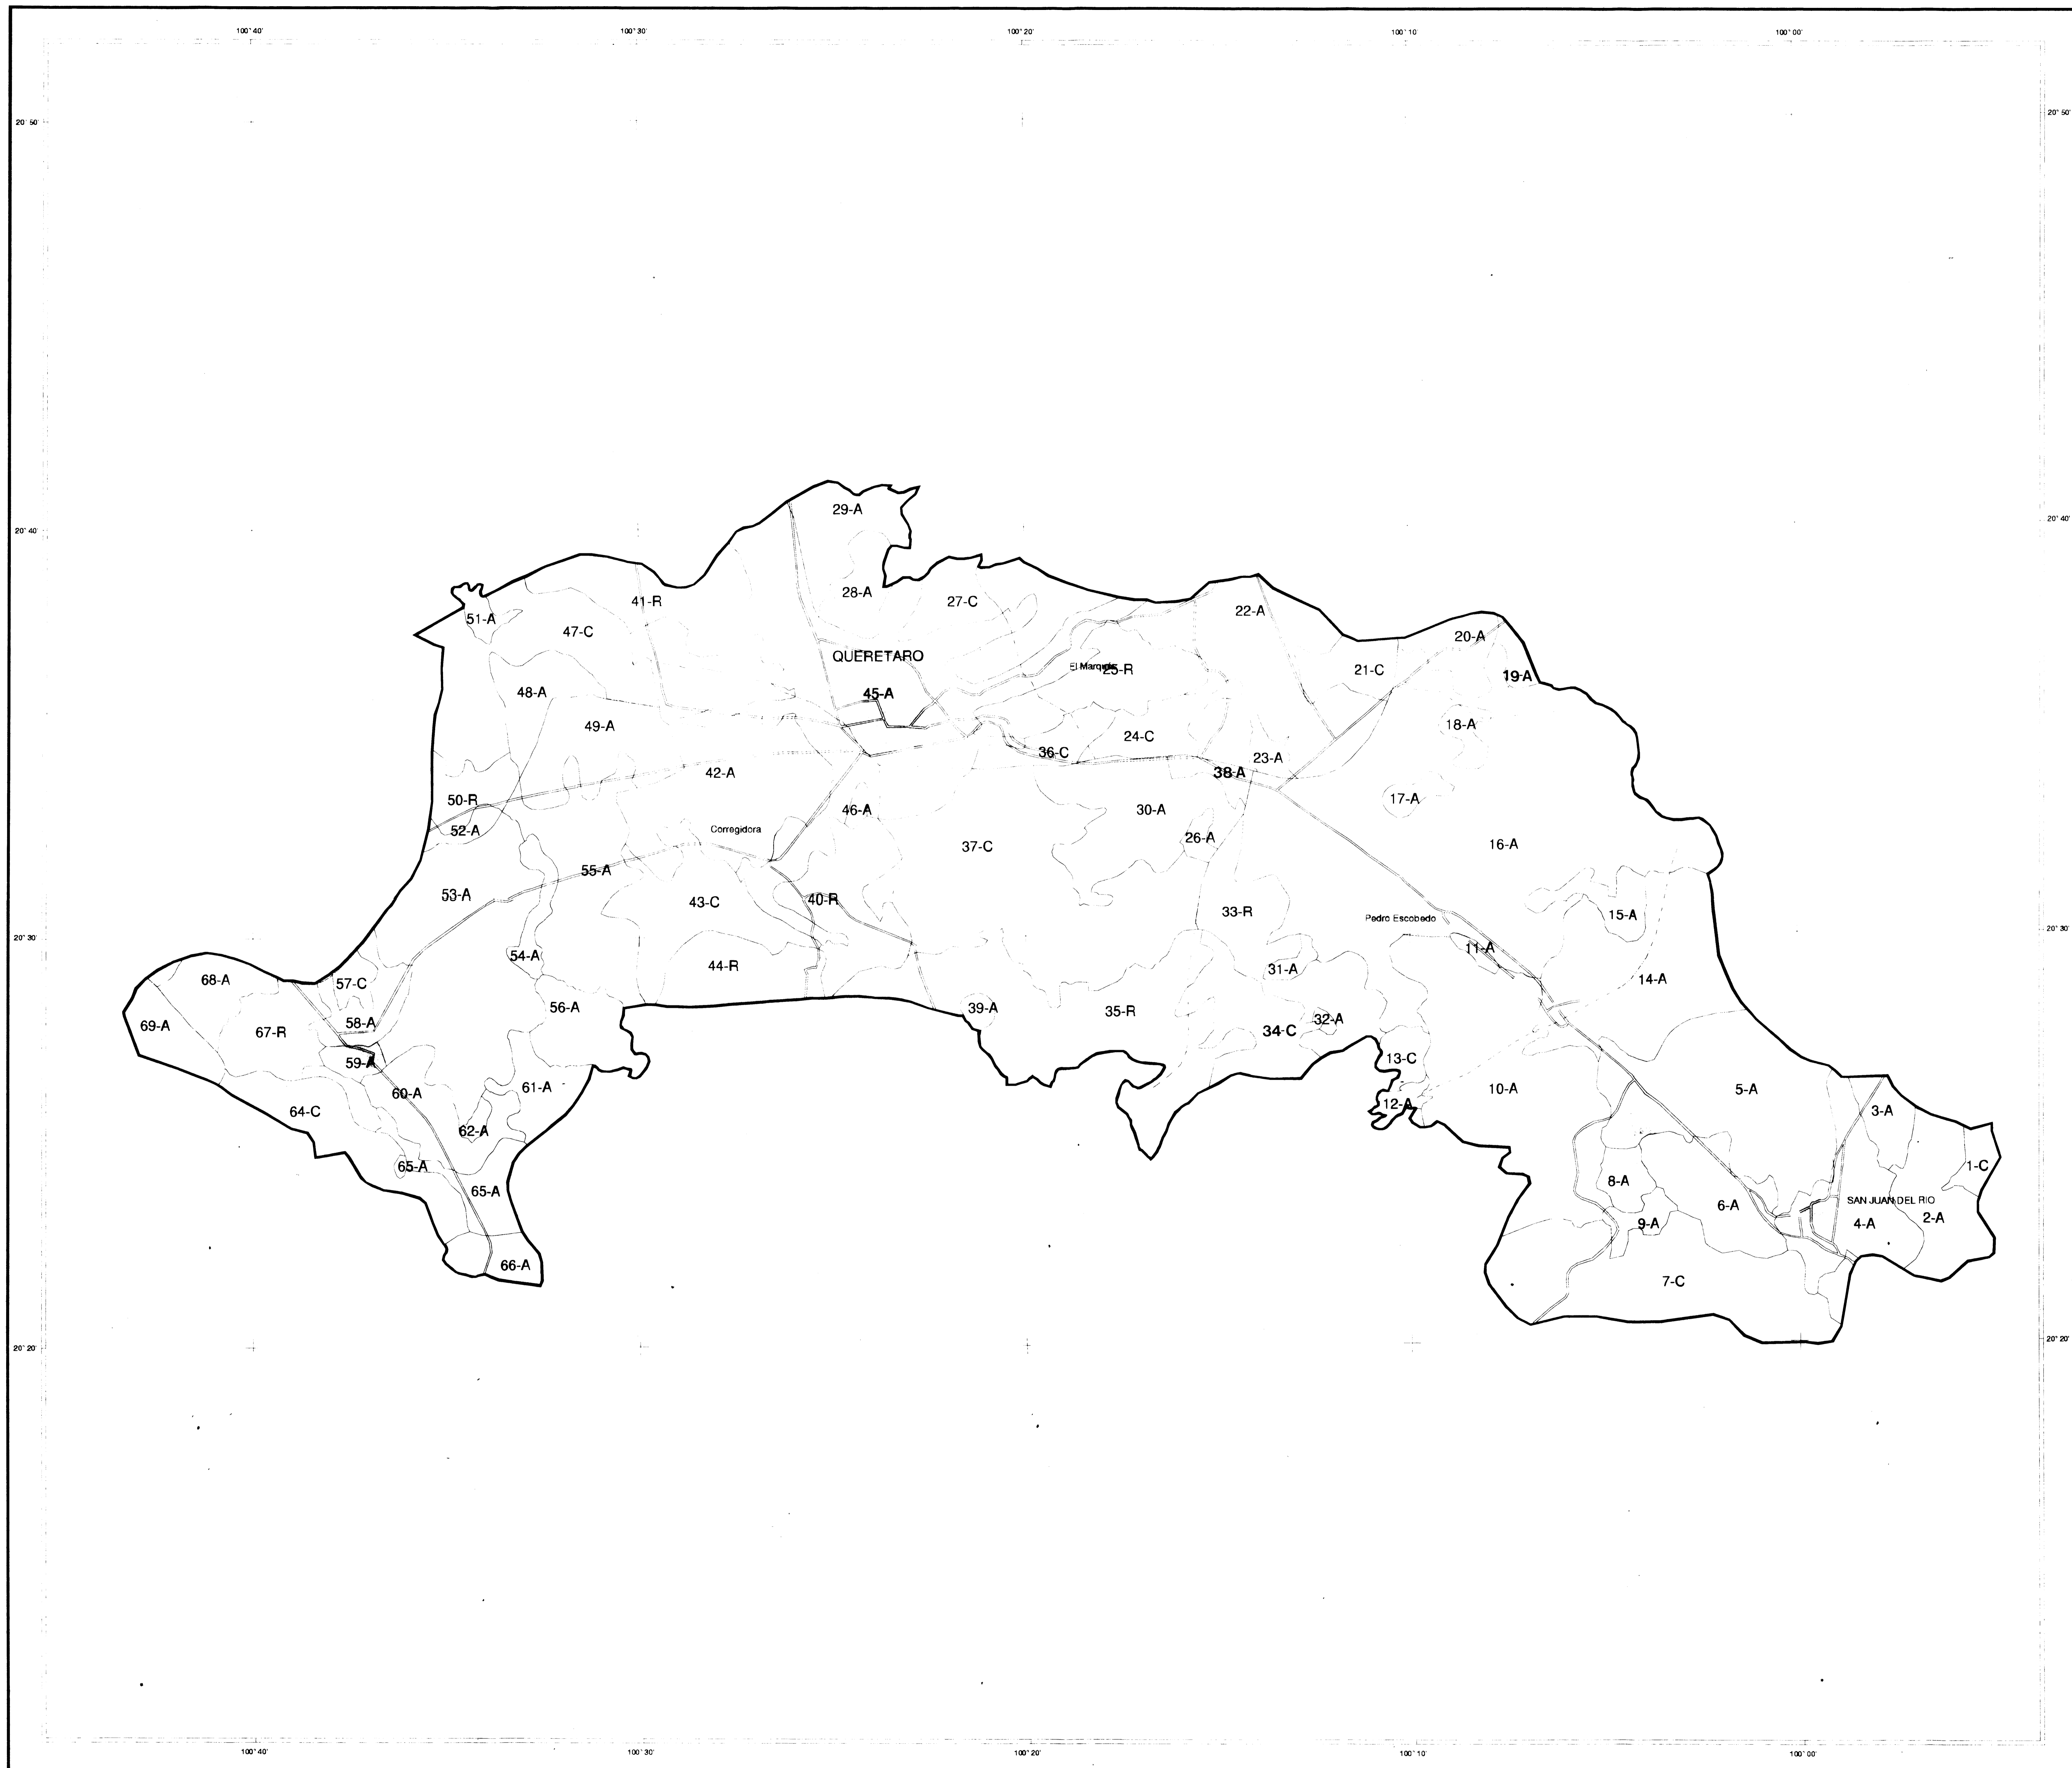 100°40'
100°30'
100°20'
100°10'
100°00'
20°50'
20°50'
29-A
20°40'
20°40'
28-A
41-R
27-C
22-A
51-A
47-C
20-A
QUERETARO
El Marqués
25-R
21-C
19-A
48-A
45-A
49-A
18-A
24-C
36-C
23-A
42-A
38-A
50-R
17-A
46-A
30-A
52-A
Corregidora
26-A
37-C
16-A
55-A
53-A
43-C
40-R
33-R
Pedro Escobedo
15-A
20°30'
20°30'
11-A
54-A
44-R
31-A
68-A
57-C
14-A
56-A
39-A
35-R
32-A
58-A
69-A
67-R
34-C
59-A
13-C
60-A
61-A
10-A
5-A
12-A
64-C
3-A
62-A
65-A
1-C
8-A
65-A
SAN JUAN DEL RIO
6-A
9-A
4-A
2-A
66-A
7-C
20°20'
20°20'
100°40'
100°30'
100°20'
100°10'
100°00'